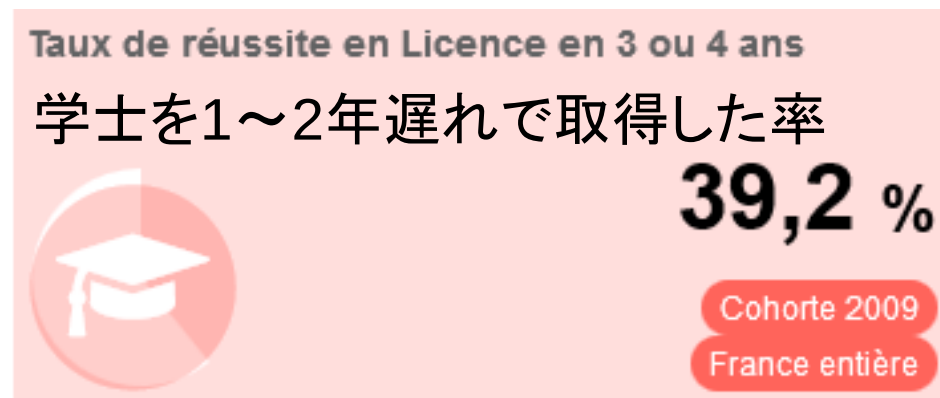 Taux de réussite en Licence en 3 ou 4 ans
学士を1～2年遅れで取得した率
39,2 %
Cohorte 2009
France entière